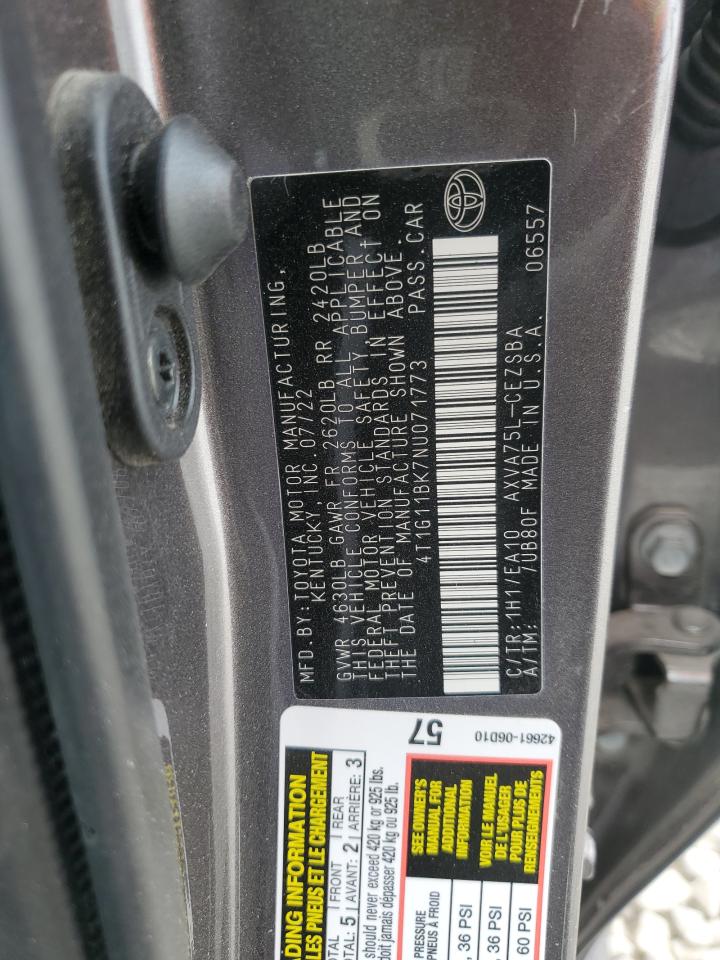 MFD. BY: TOYOTA MOTOR MANUFACTURING,
KENTUCKY, INC. 07/22
GVWR 4630LB GAWR FR 2620LB RR 2420LB
THIS VEHICLE CONFORMS TO ALL APPLICABLE
FEDERAL MOTOR VEHICLE SAFETY, BUMPER, AND
THEFT PREVENTION STANDARDS IN EFFECT ON
THE DATE OF MANUFACTURE SHOWN ABOVE.
4T1G11BK7NU071773 PASS. CAR
C/TR: 1H1/EA10 AXVA75L-CEZSBA
A/TM: /UB80F MADE IN U.S.A. 06557
57
42661-06D10
DING INFORMATION
LES PNEUS ET LE CHARGEMENT
OTAL FRONT REAR
OTAL: 5 AVANT: 2 ARRIÈRE: 3
should never exceed 420 kg or 925 lbs.
doit jamais dépasser 420 kg ou 925 lb.
PRESSURE
PNEUS À FROID
SEE OWNER'S
MANUAL FOR
ADDITIONAL
INFORMATION
VOIR LE MANUEL
DE L'USAGER
POUR PLUS DE
RENSEIGNEMENTS
, 36 PSI
, 36 PSI
60 PSI